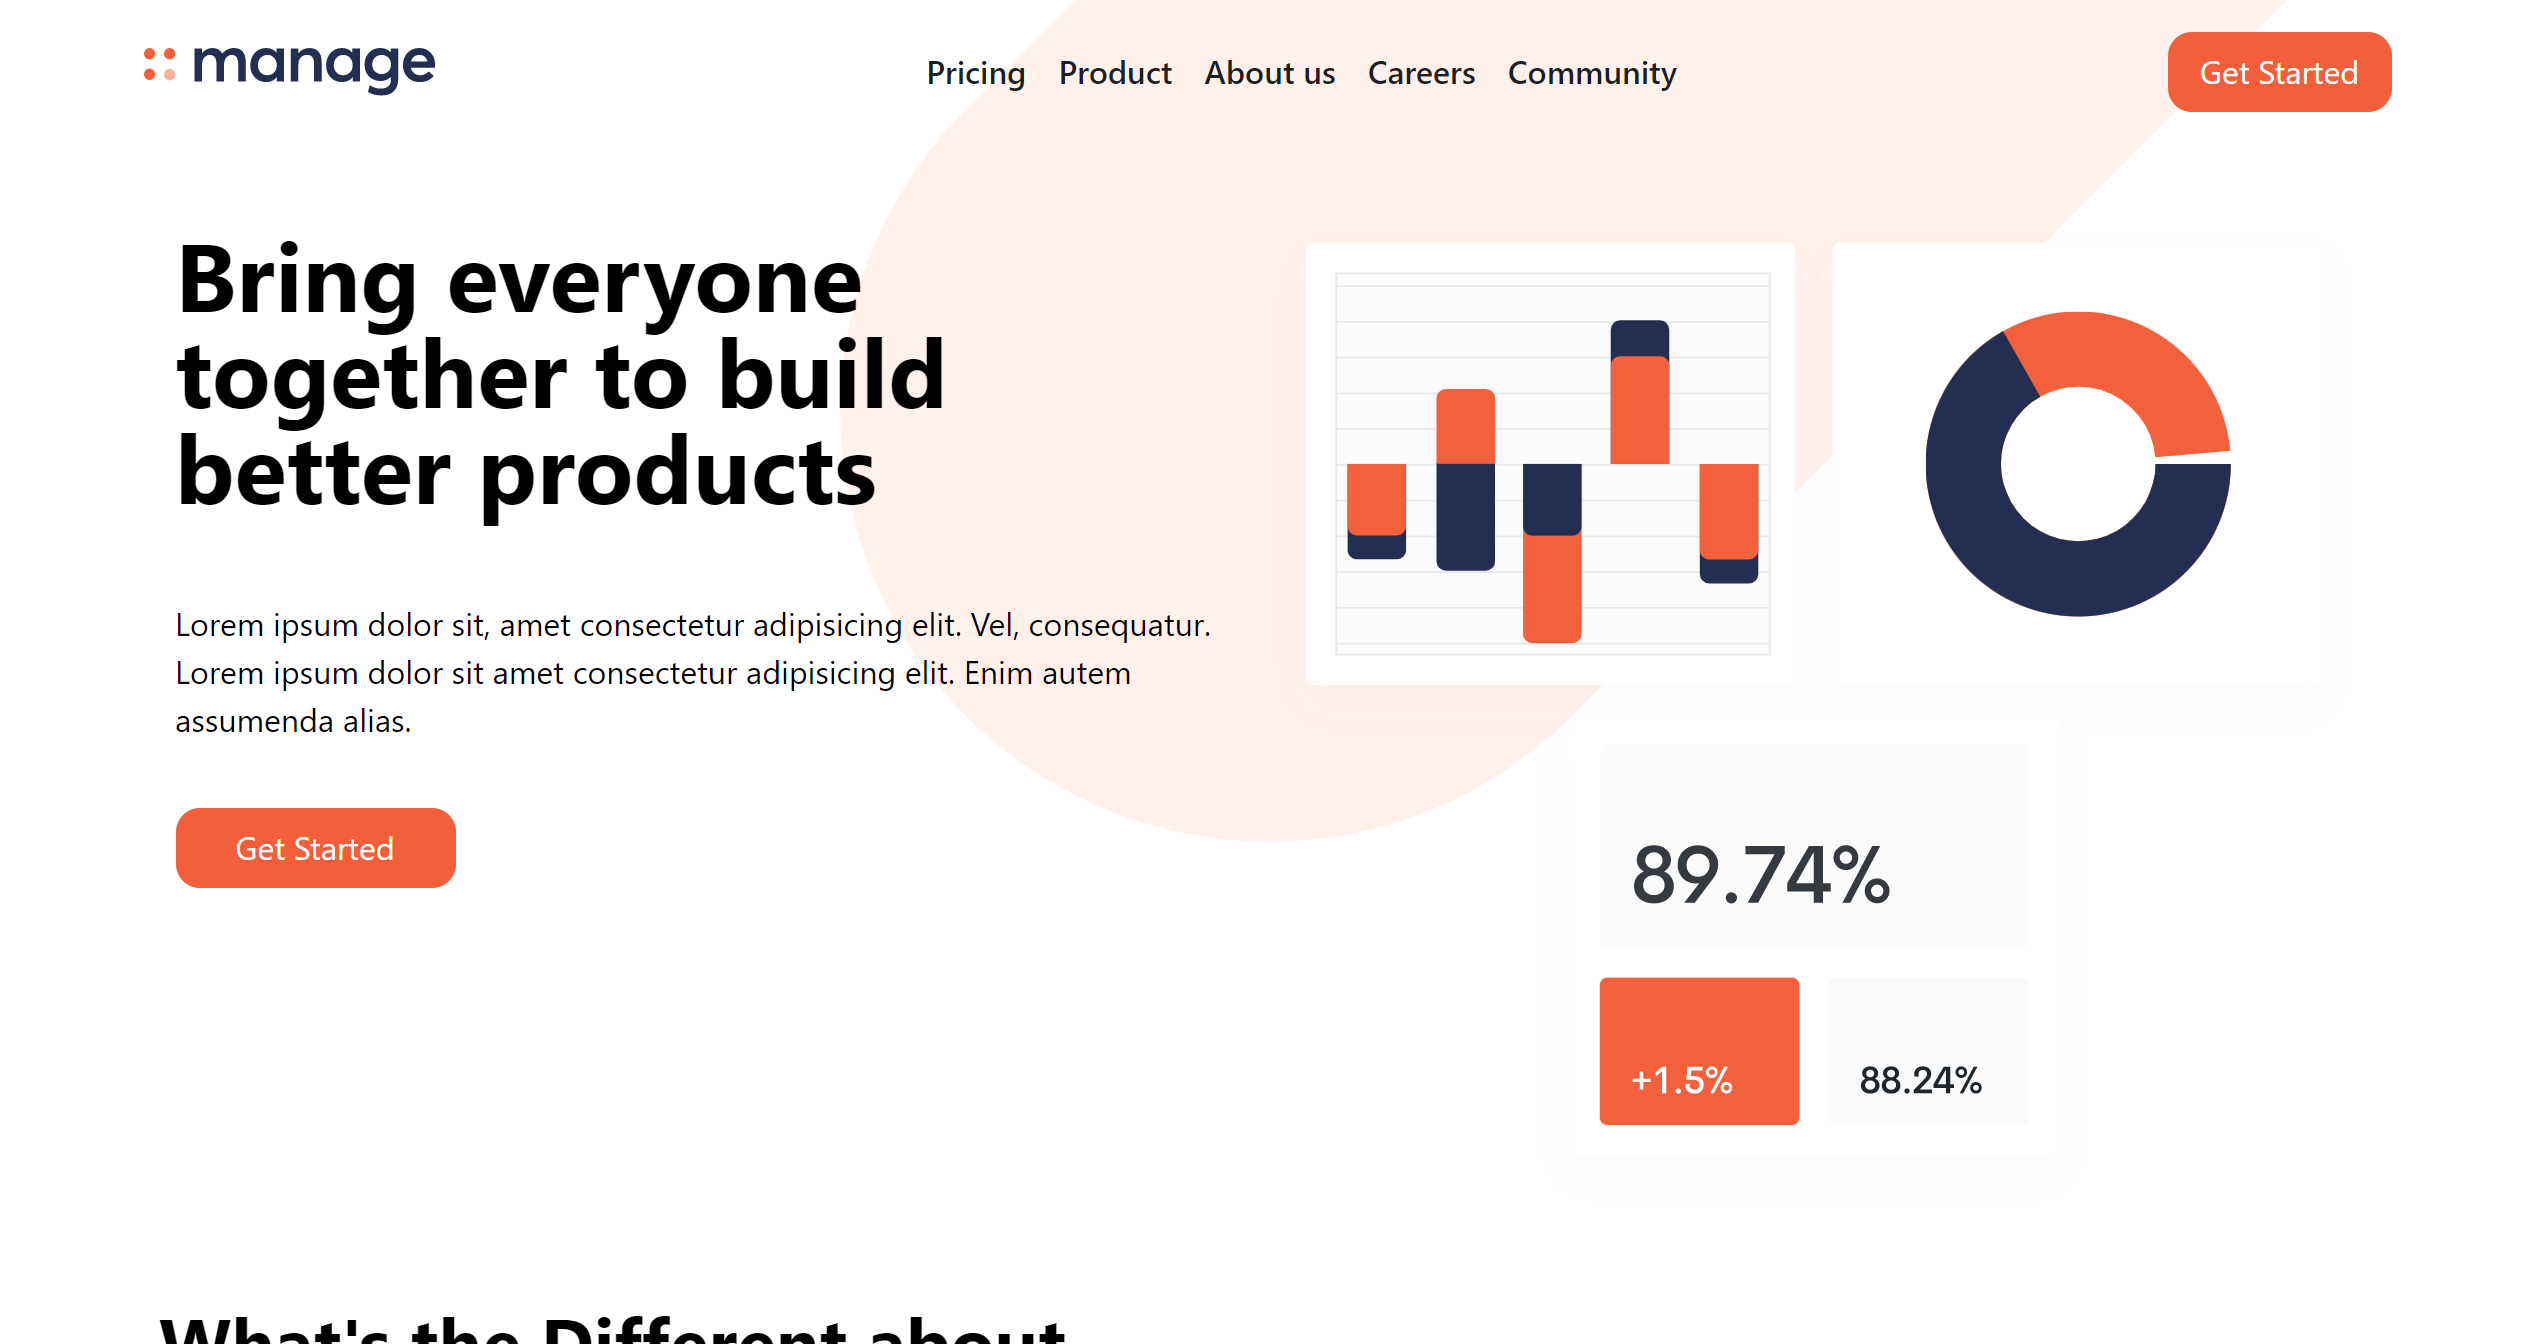 manage
Pricing Product About us Careers Community
Get Started
Bring everyone
together to build
better products
Lorem ipsum dolor sit, amet consectetur adipisicing elit. Vel, consequatur.
Lorem ipsum dolor sit amet consectetur adipisicing elit. Enim autem
assumenda alias.
Get Started
89.74%
+1.5%
88.24%
What's the Different about